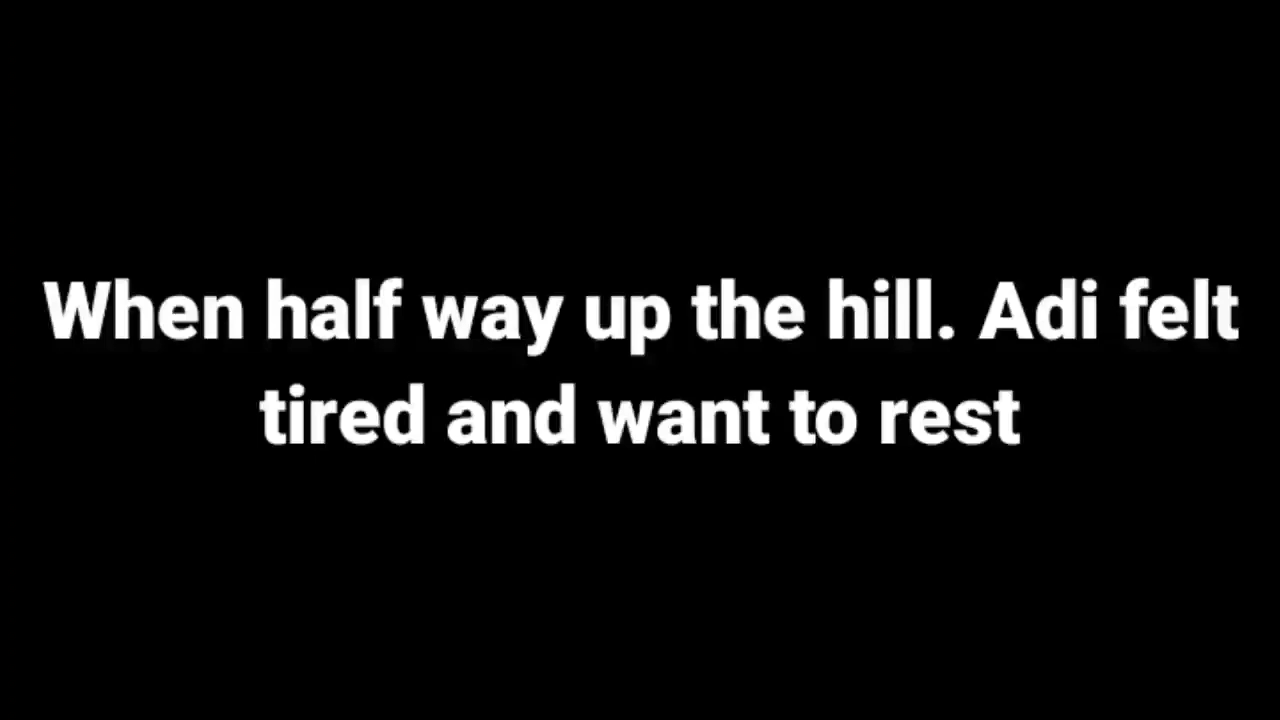 When half way up the hill. Adi felt
tired and want to rest